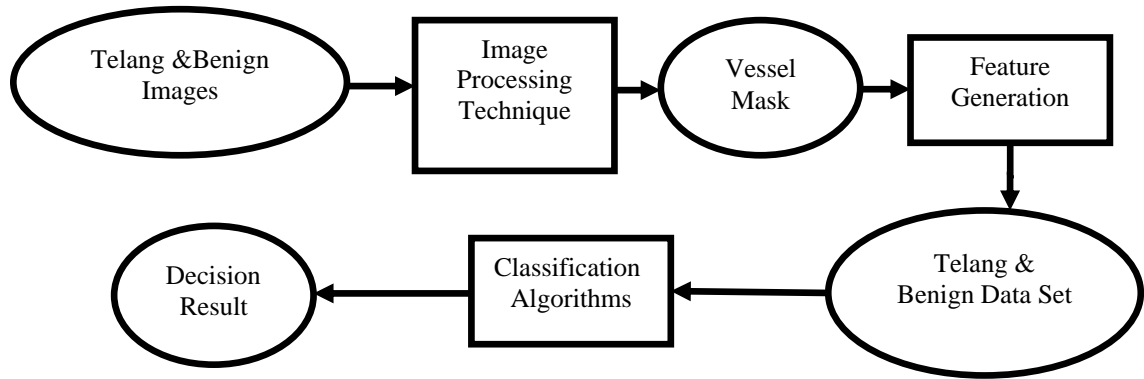 Telang &Benign
Images
Image
Processing
Technique
Vessel
Mask
Feature
Generation
Telang &
Benign Data Set
Classification
Algorithms
Decision
Result